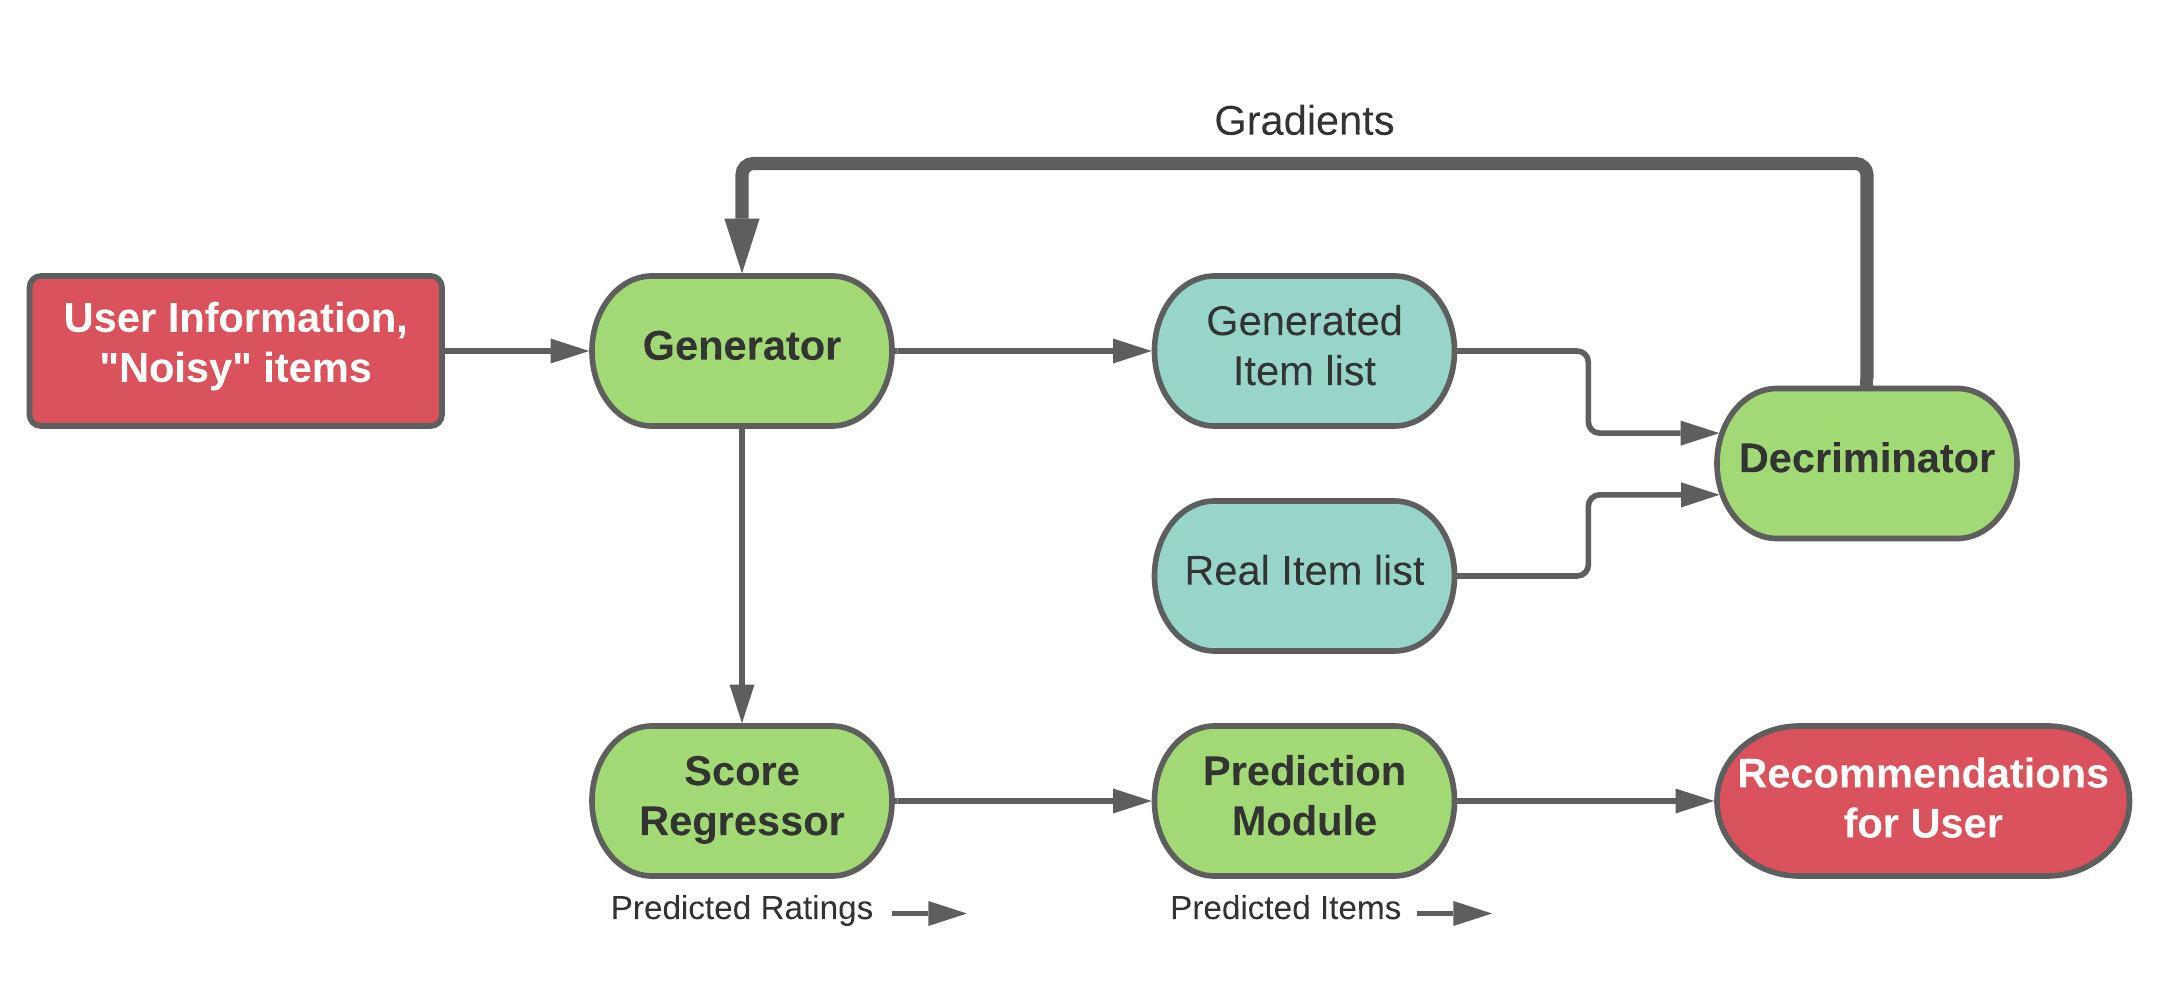 Gradients
User Information,
"Noisy" items
Generator
Generated
Item list
Decriminator
Real Item list
Score
Regressor
Prediction
Module
Recommendations
for User
Predicted Ratings
Predicted Items